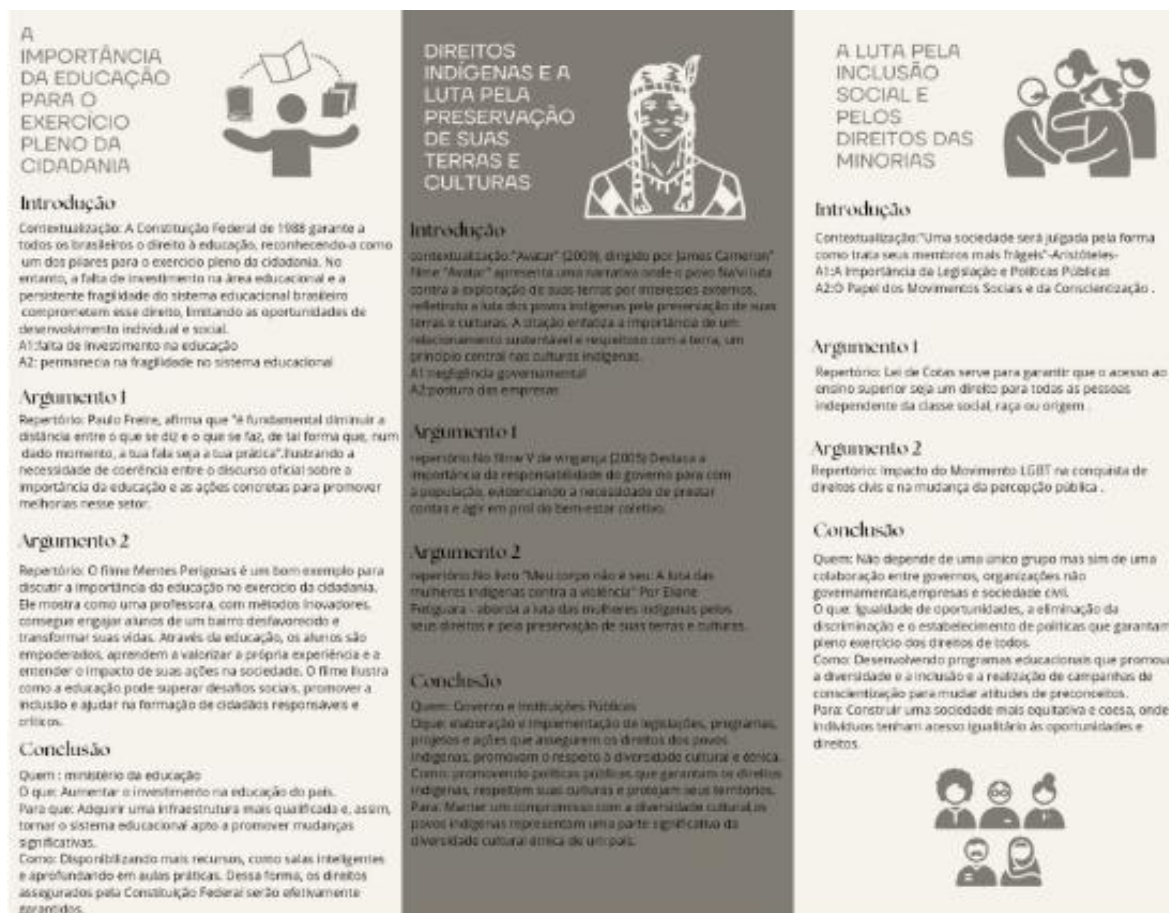 A
IMPORTÂNCIA
DA EDUCAÇÃO
PARA O
EXERCÍCIO
PLENO DA
CIDADANIA
Introdução
Contextualização: A Constituição Federal de 1988 garante a
todos os brasileiros o direito à educação, reconhecendo-a como
um dos pilares para o exercício pleno da cidadania. No
entanto, a falta de investimento na área educacional e a
persistente fragilidade do sistema educacional brasileiro
comprometem esse direito, limitando as oportunidades de
desenvolvimento individual e social.
A1:falta de investimento na educação
A2: permanecia na fragilidade no sistema educacional
Argumento 1
Repertório: Paulo Freire, afirma que "é fundamental diminuir a
distância entre o que se diz e o que se faz, de tal forma que, num
dado momento, a tua fala seja a tua prática".Ilustrando a
necessidade de coerência entre o discurso oficial sobre a
importância da educação e as ações concretas para promover
melhorias nesse setor.
Argumento 2
Repertório: O filme Mentes Perigosas é um bom exemplo para
discutir a importância da educação no exercício da cidadania.
Ele mostra como uma professora, com métodos inovadores,
consegue engajar alunos de um bairro desfavorecido e
transformar suas vidas. Através da educação, os alunos são
empoderados, aprendem a valorizar a própria experiência e a
entender o impacto de suas ações na sociedade. O filme ilustra
como a educação pode superar desafios sociais, promover a
inclusão e ajudar na formação de cidadãos responsáveis e
críticos.
Conclusão
Quem : ministério da educação
O que: Aumentar o investimento na educação do país.
Para que: Adquirir uma infraestrutura mais qualificada e, assim,
tornar o sistema educacional apto a promover mudanças
significativas.
Como: Disponibilizando mais recursos, como salas inteligentes
e aprofundando em aulas práticas. Dessa forma, os direitos
assegurados pela Constituição Federal serão efetivamente
garantidos.
DIREITOS
INDÍGENAS E A
LUTA PELA
PRESERVAÇÃO
DE SUAS
TERRAS E
CULTURAS
Introdução
contextualização:"Avatar" (2009), dirigido por James Cameron"
filme "Avatar" apresenta uma narrativa onde o povo Na'vi luta
contra a exploração de suas terras por interesses externos,
refletindo a luta dos povos indígenas pela preservação de suas
terras e culturas. A citação enfatiza a importância de um
relacionamento sustentável e respeitoso com a terra, um
princípio central nas culturas indígenas.
A1:negligência governamental
A2:postura das empresas
Argumento 1
repertório:No filme V de vingança (2005) Destaca a
importância da responsabilidade do governo para com
a população, evidenciando a necessidade de prestar
contas e agir em prol do bem-estar coletivo.
Argumento 2
repertório:No livro "Meu corpo não é seu: A luta das
mulheres indígenas contra a violência" Por Eliane
- aborda a luta das mulheres indígenas pelos
seus direitos e pela preservação de suas terras e culturas.
Conclusão
Quem: Governo e Instituições Públicas
Oque: elaboração e implementação de legislações, programas,
projetos e ações que assegurem os direitos dos povos
indígenas, promovam o respeito à diversidade cultural e étnica.
Como: promovendo políticas públicas que garantam os direitos
indígenas, respeitem suas culturas e protejam seus territórios.
Para: Manter um compromisso com a diversidade cultural,os
povos indígenas representam uma parte significativa da
diversidade cultural étnica de um país.
A LUTA PELA
INCLUSÃO
SOCIAL E
PELOS
DIREITOS DAS
MINORIAS
Introdução
Contextualização:"Uma sociedade será julgada pela forma
como trata seus membros mais frágeis"-Aristóteles-
A1:A Importância da Legislação e Políticas Públicas
A2:O Papel dos Movimentos Sociais e da Conscientização .
Argumento 1
Repertório: Lei de Cotas serve para garantir que o acesso ao
ensino superior seja um direito para todas as pessoas
independente da classe social, raça ou origem .
Argumento 2
Repertório: Impacto do Movimento LGBT na conquista de
direitos civis e na mudança da percepção pública .
Conclusão
Quem: Não depende de uma único grupo mas sim de uma
colaboração entre governos, organizações não
governamentais,empresas e sociedade civil.
O que: Igualdade de oportunidades, a eliminação da
discriminação e o estabelecimento de políticas que garantam
pleno exercício dos direitos de todos.
Como: Desenvolvendo programas educacionais que promova
a diversidade e a inclusão e a realização de campanhas de
conscientização para mudar atitudes de preconceitos.
Para: Construir uma sociedade mais equitativa e coesa, onde
indivíduos tenham acesso igualitário às oportunidades e
direitos.